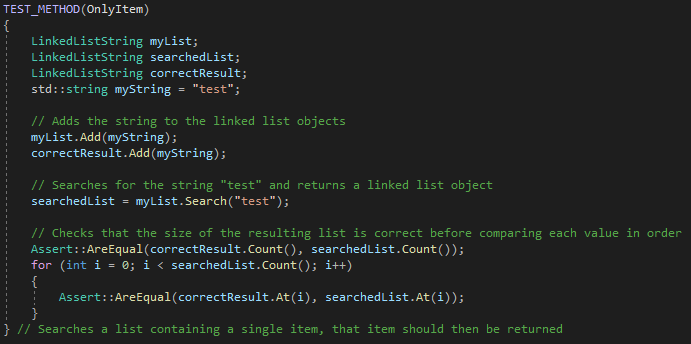 TEST_METHOD(OnlyItem)
{
    LinkedListString myList;
    LinkedListString searchedList;
    LinkedListString correctResult;
    std::string myString = "test";

    // Adds the string to the linked list objects
    myList.Add(myString);
    correctResult.Add(myString);

    // Searches for the string "test" and returns a linked list object
    searchedList = myList.Search("test");

    // Checks that the size of the resulting list is correct before comparing each value in order
    Assert::AreEqual(correctResult.Count(), searchedList.Count());
    for (int i = 0; i < searchedList.Count(); i++)
    {
        Assert::AreEqual(correctResult.At(i), searchedList.At(i));
    }
} // Searches a list containing a single item, that item should then be returned